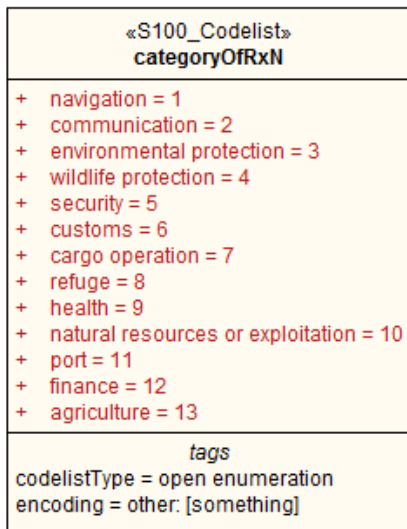 «S100_Codelist»
categoryOfRxN
+ navigation = 1
+ communication = 2
+ environmental protection = 3
+ wildlife protection = 4
+ security = 5
+ customs = 6
+ cargo operation = 7
+ refuge = 8
+ health = 9
+ natural resources or exploitation = 10
+ port = 11
+ finance = 12
+ agriculture = 13
tags
codelistType = open enumeration
encoding = other: [something]